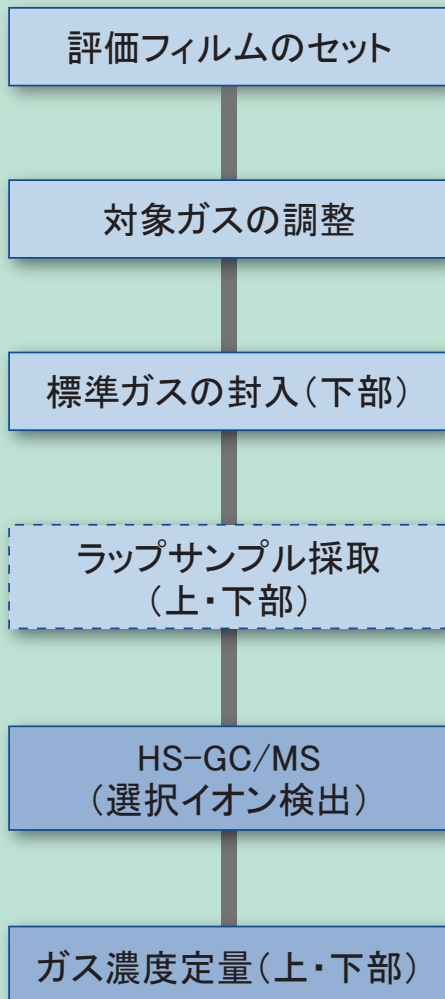 評価フィルムのセット
対象ガスの調整
標準ガスの封入(下部)
ラップサンプル採取
(上・下部)
HS-GC/MS
(選択イオン検出)
ガス濃度定量(上・下部)